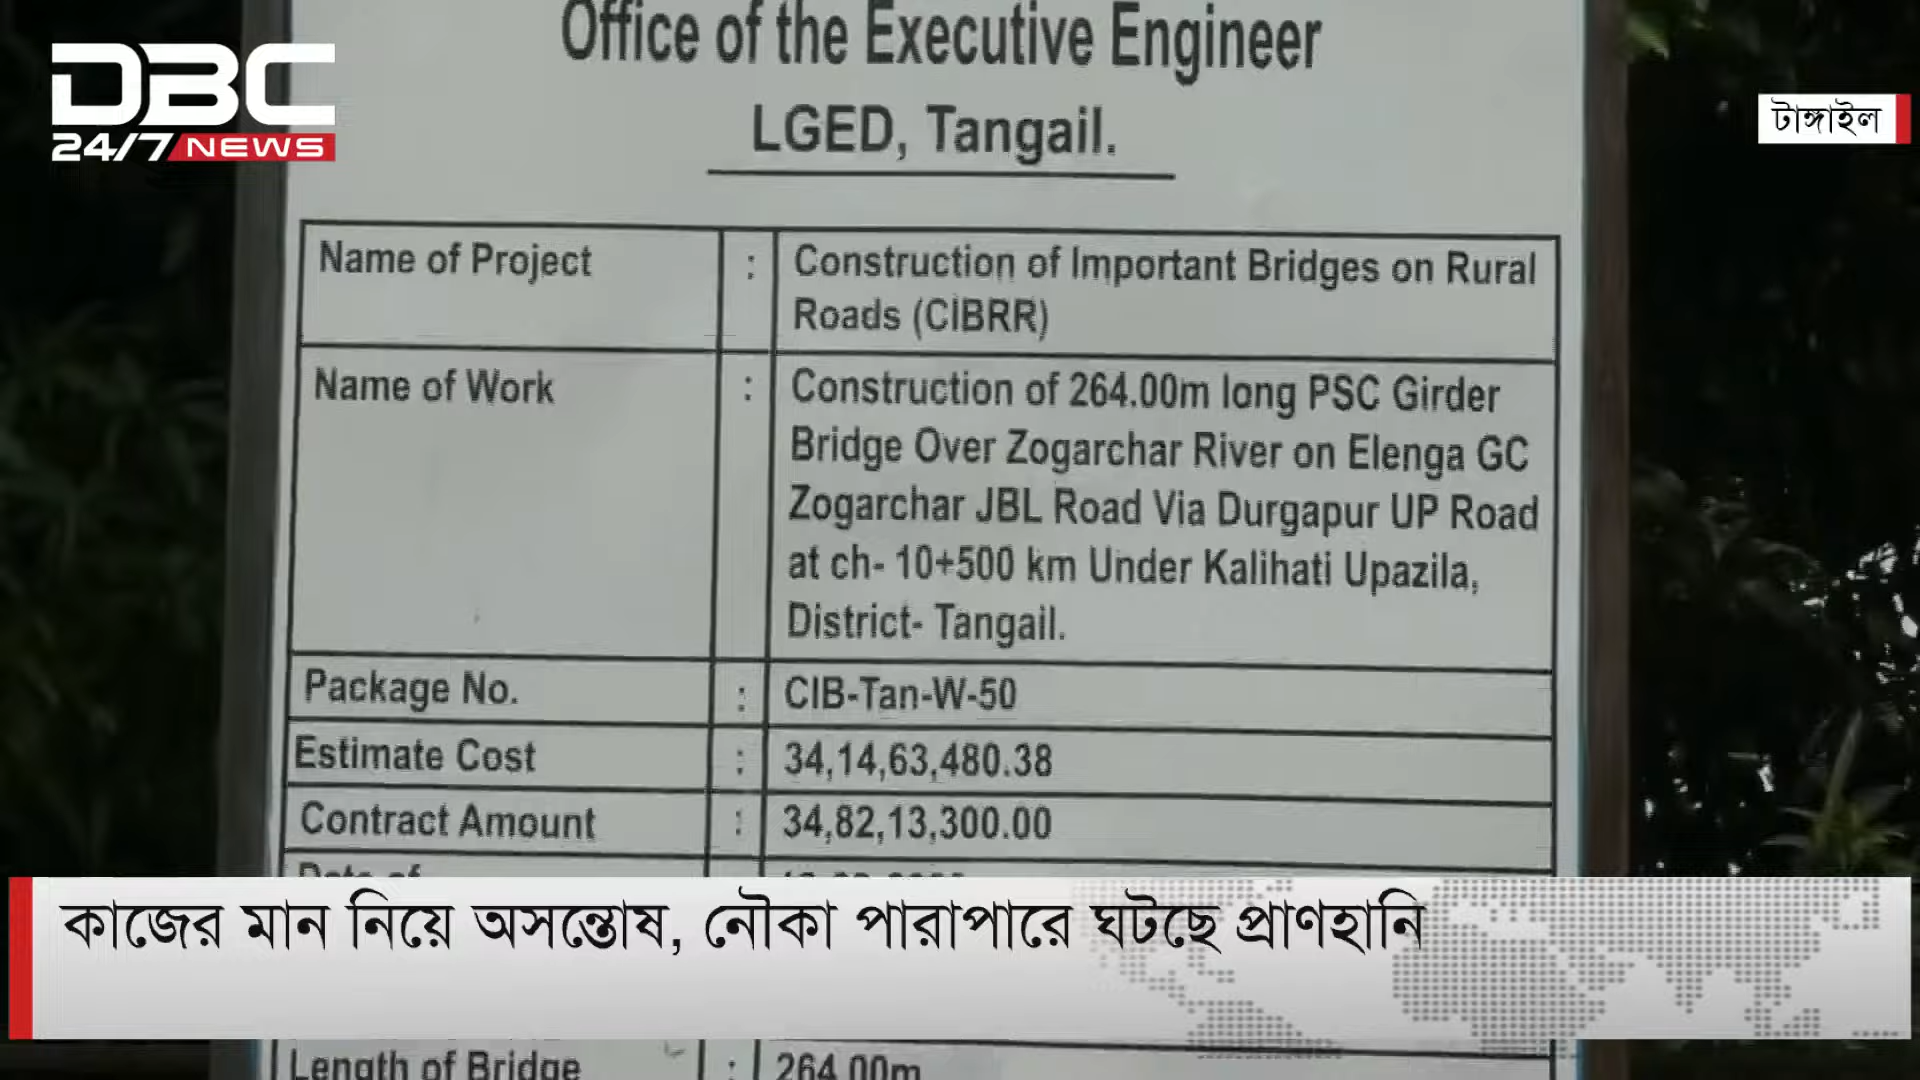 Office of the Executive Engineer
LGED, Tangail.
DBC
24/7 NEWS
টাঙ্গাইল
Name of Project : Construction of Important Bridges on Rural
Roads (CIBRR)
Name of Work : Construction of 264.00m long PSC Girder
Bridge Over Zogarchar River on Elenga GC
Zogarchar JBL Road Via Durgapur UP Road
at ch- 10+500 km Under Kalihati Upazila,
District- Tangail.
Package No. : CIB-Tan-W-50
Estimate Cost : 34,14,63,480.38
Contract Amount : 34,82,13,300.00
Date of
কাজের মান নিয়ে অসন্তোষ, নৌকা পারাপারে ঘটছে প্রাণহানি
Length of Bridge : 264.00m